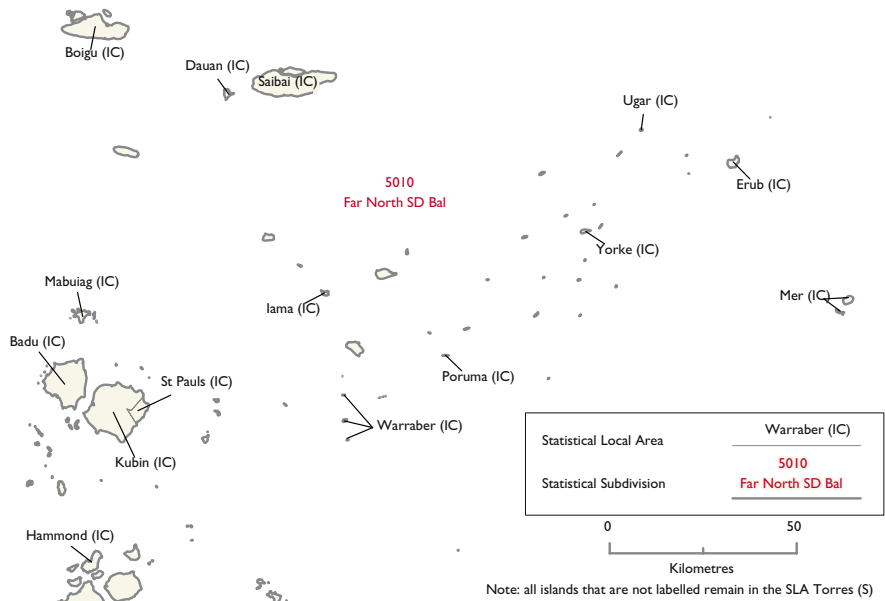 Boigu (IC)
Dauan (IC)
Saibai (IC)
Ugar (IC)
5010
Far North SD Bal
Erub (IC)
Yorke (IC)
Mabuiag (IC)
Iama (IC)
Mer (IC)
Badu (IC)
St Pauls (IC)
Poruma (IC)
Warraber (IC)
Kubin (IC)
Hammond (IC)
Statistical Local Area
Warraber (IC)
Statistical Subdivision
5010
Far North SD Bal
0 50
Kilometres
Note: all islands that are not labelled remain in the SLA Torres (S)